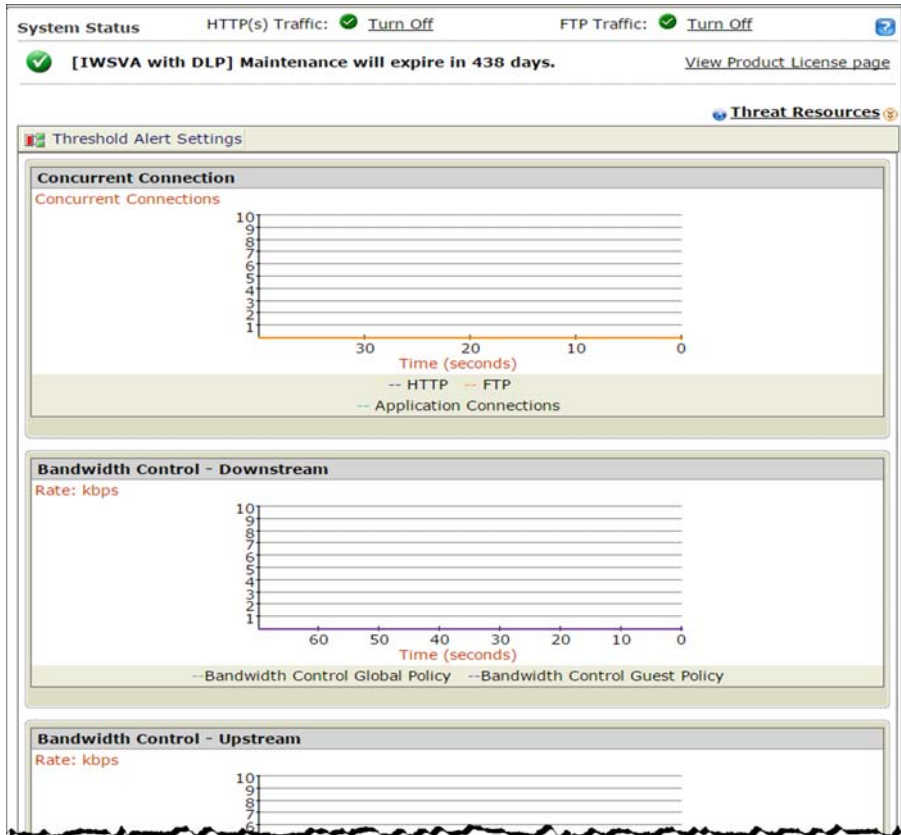 System Status HTTP(s) Traffic: Turn Off FTP Traffic: Turn Off
[IWSVA with DLP] Maintenance will expire in 438 days. View Product License page
Threat Resources
Threshold Alert Settings
Concurrent Connection
Concurrent Connections
10
9
8
7
6
5
4
3
2
1
30 20 10 0
Time (seconds)
-- HTTP -- FTP
-- Application Connections
Bandwidth Control - Downstream
Rate: kbps
10
9
8
7
6
5
4
3
2
1
60 50 40 30 20 10 0
Time (seconds)
--Bandwidth Control Global Policy --Bandwidth Control Guest Policy
Bandwidth Control - Upstream
Rate: kbps
10
9
8
7
6